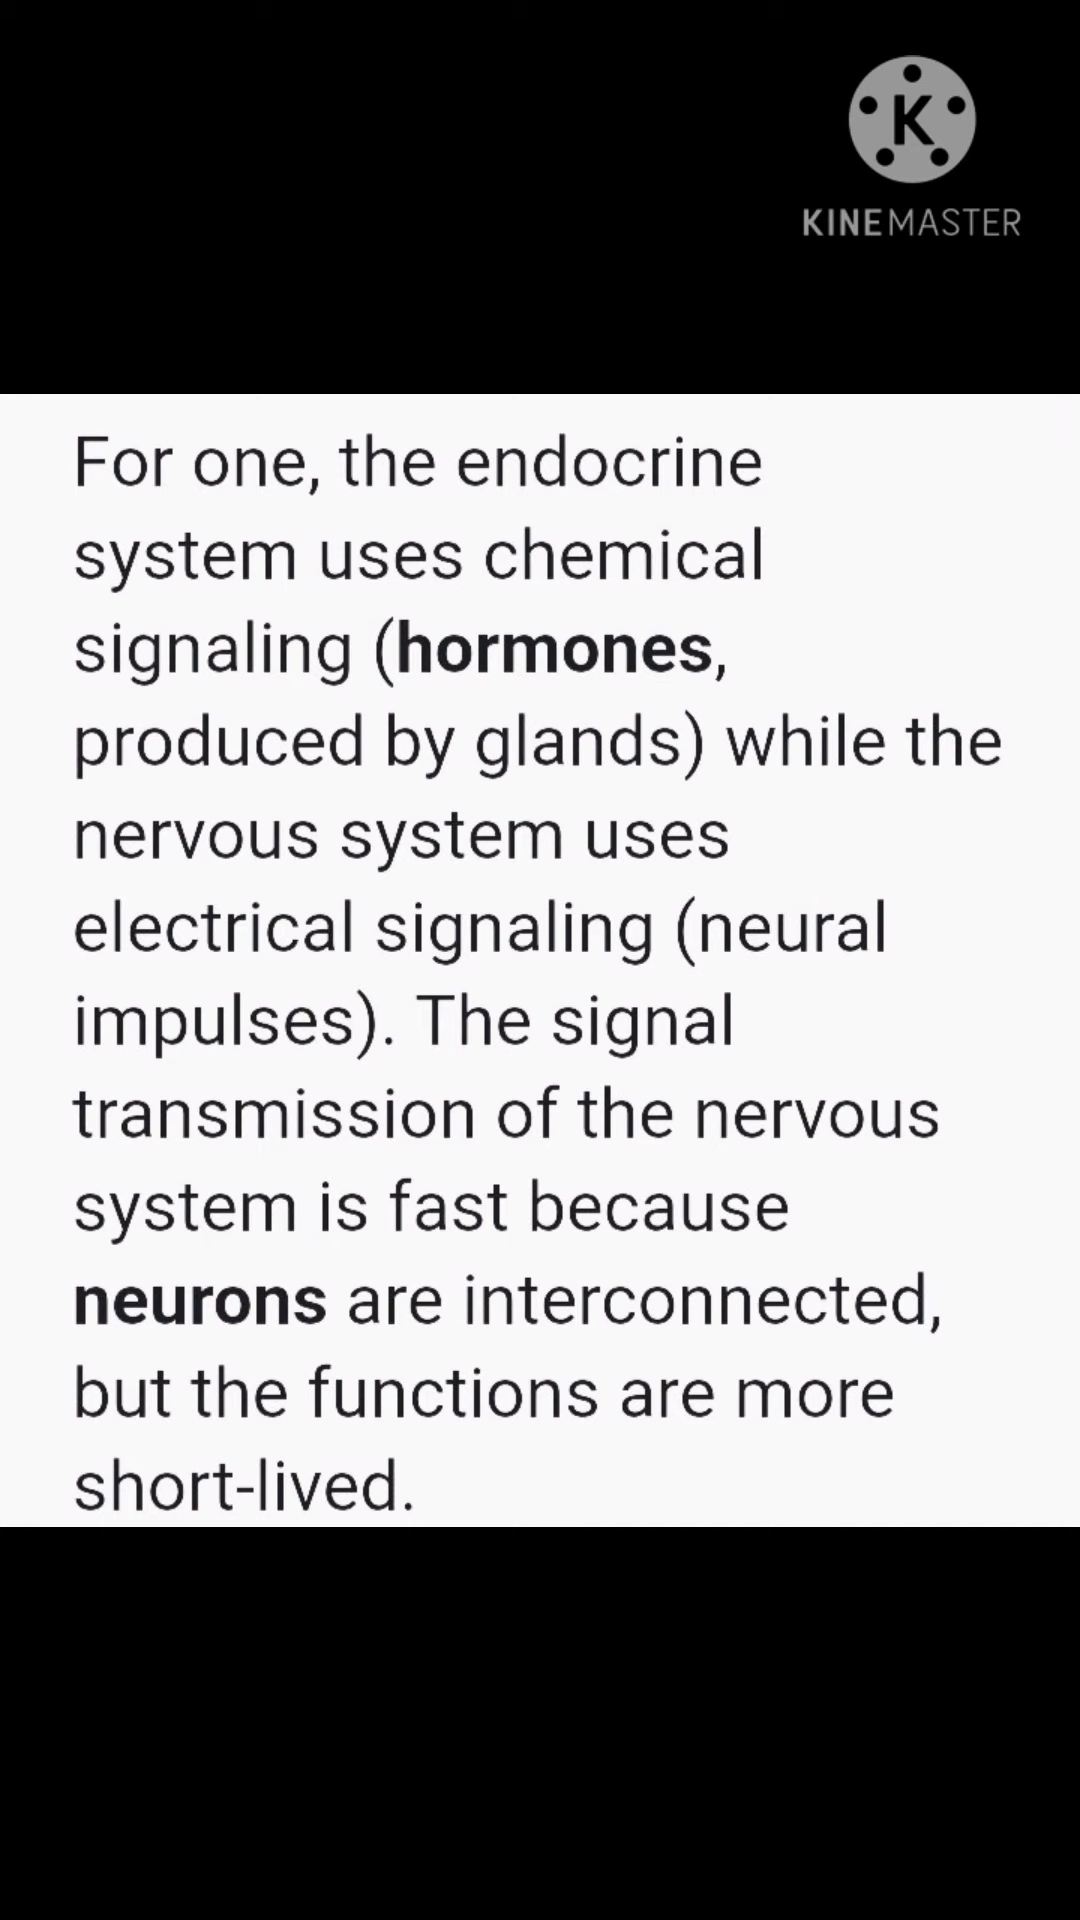 K
KINEMASTER
For one, the endocrine
system uses chemical
signaling (hormones,
produced by glands) while the
nervous system uses
electrical signaling (neural
impulses). The signal
transmission of the nervous
system is fast because
neurons are interconnected,
but the functions are more
short-lived.